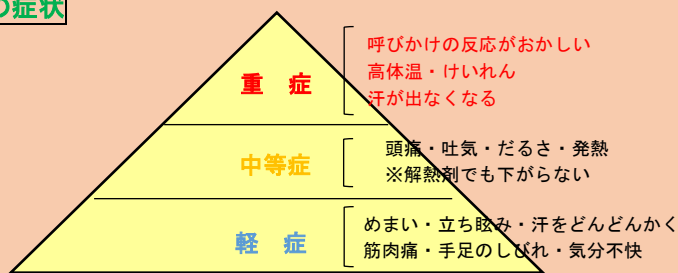 の症状
重　症
呼びかけの反応がおかしい
高体温・けいれん
汗が出なくなる
中等症
頭痛・吐気・だるさ・発熱
※解熱剤でも下がらない
軽　症
めまい・立ち眩み・汗をどんどんかく
筋肉痛・手足のしびれ・気分不快